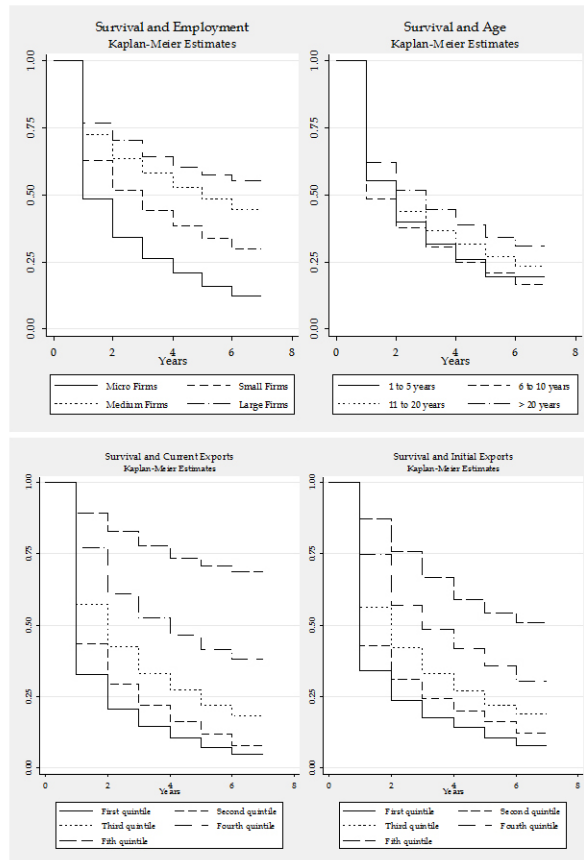 Survival and Employment
Kaplan-Meier Estimates
1.00
0.75
0.50
0.25
0.00
0 2 4 6 8
Years
Micro Firms Small Firms
Medium Firms Large Firms
Survival and Age
Kaplan-Meier Estimates
1.00
0.75
0.50
0.25
0.00
0 2 4 6 8
Years
1 to 5 years 6 to 10 years
11 to 20 years > 20 years
Survival and Current Exports
Kaplan-Meier Estimates
1.00
0.75
0.50
0.25
0.00
0 2 4 6 8
Years
First quintile Second quintile
Third quintile Fourth quintile
Fith quintile
Survival and Initial Exports
Kaplan-Meier Estimates
1.00
0.75
0.50
0.25
0.00
0 2 4 6 8
Years
First quintile Second quintile
Third quintile Fourth quintile
Fith quintile